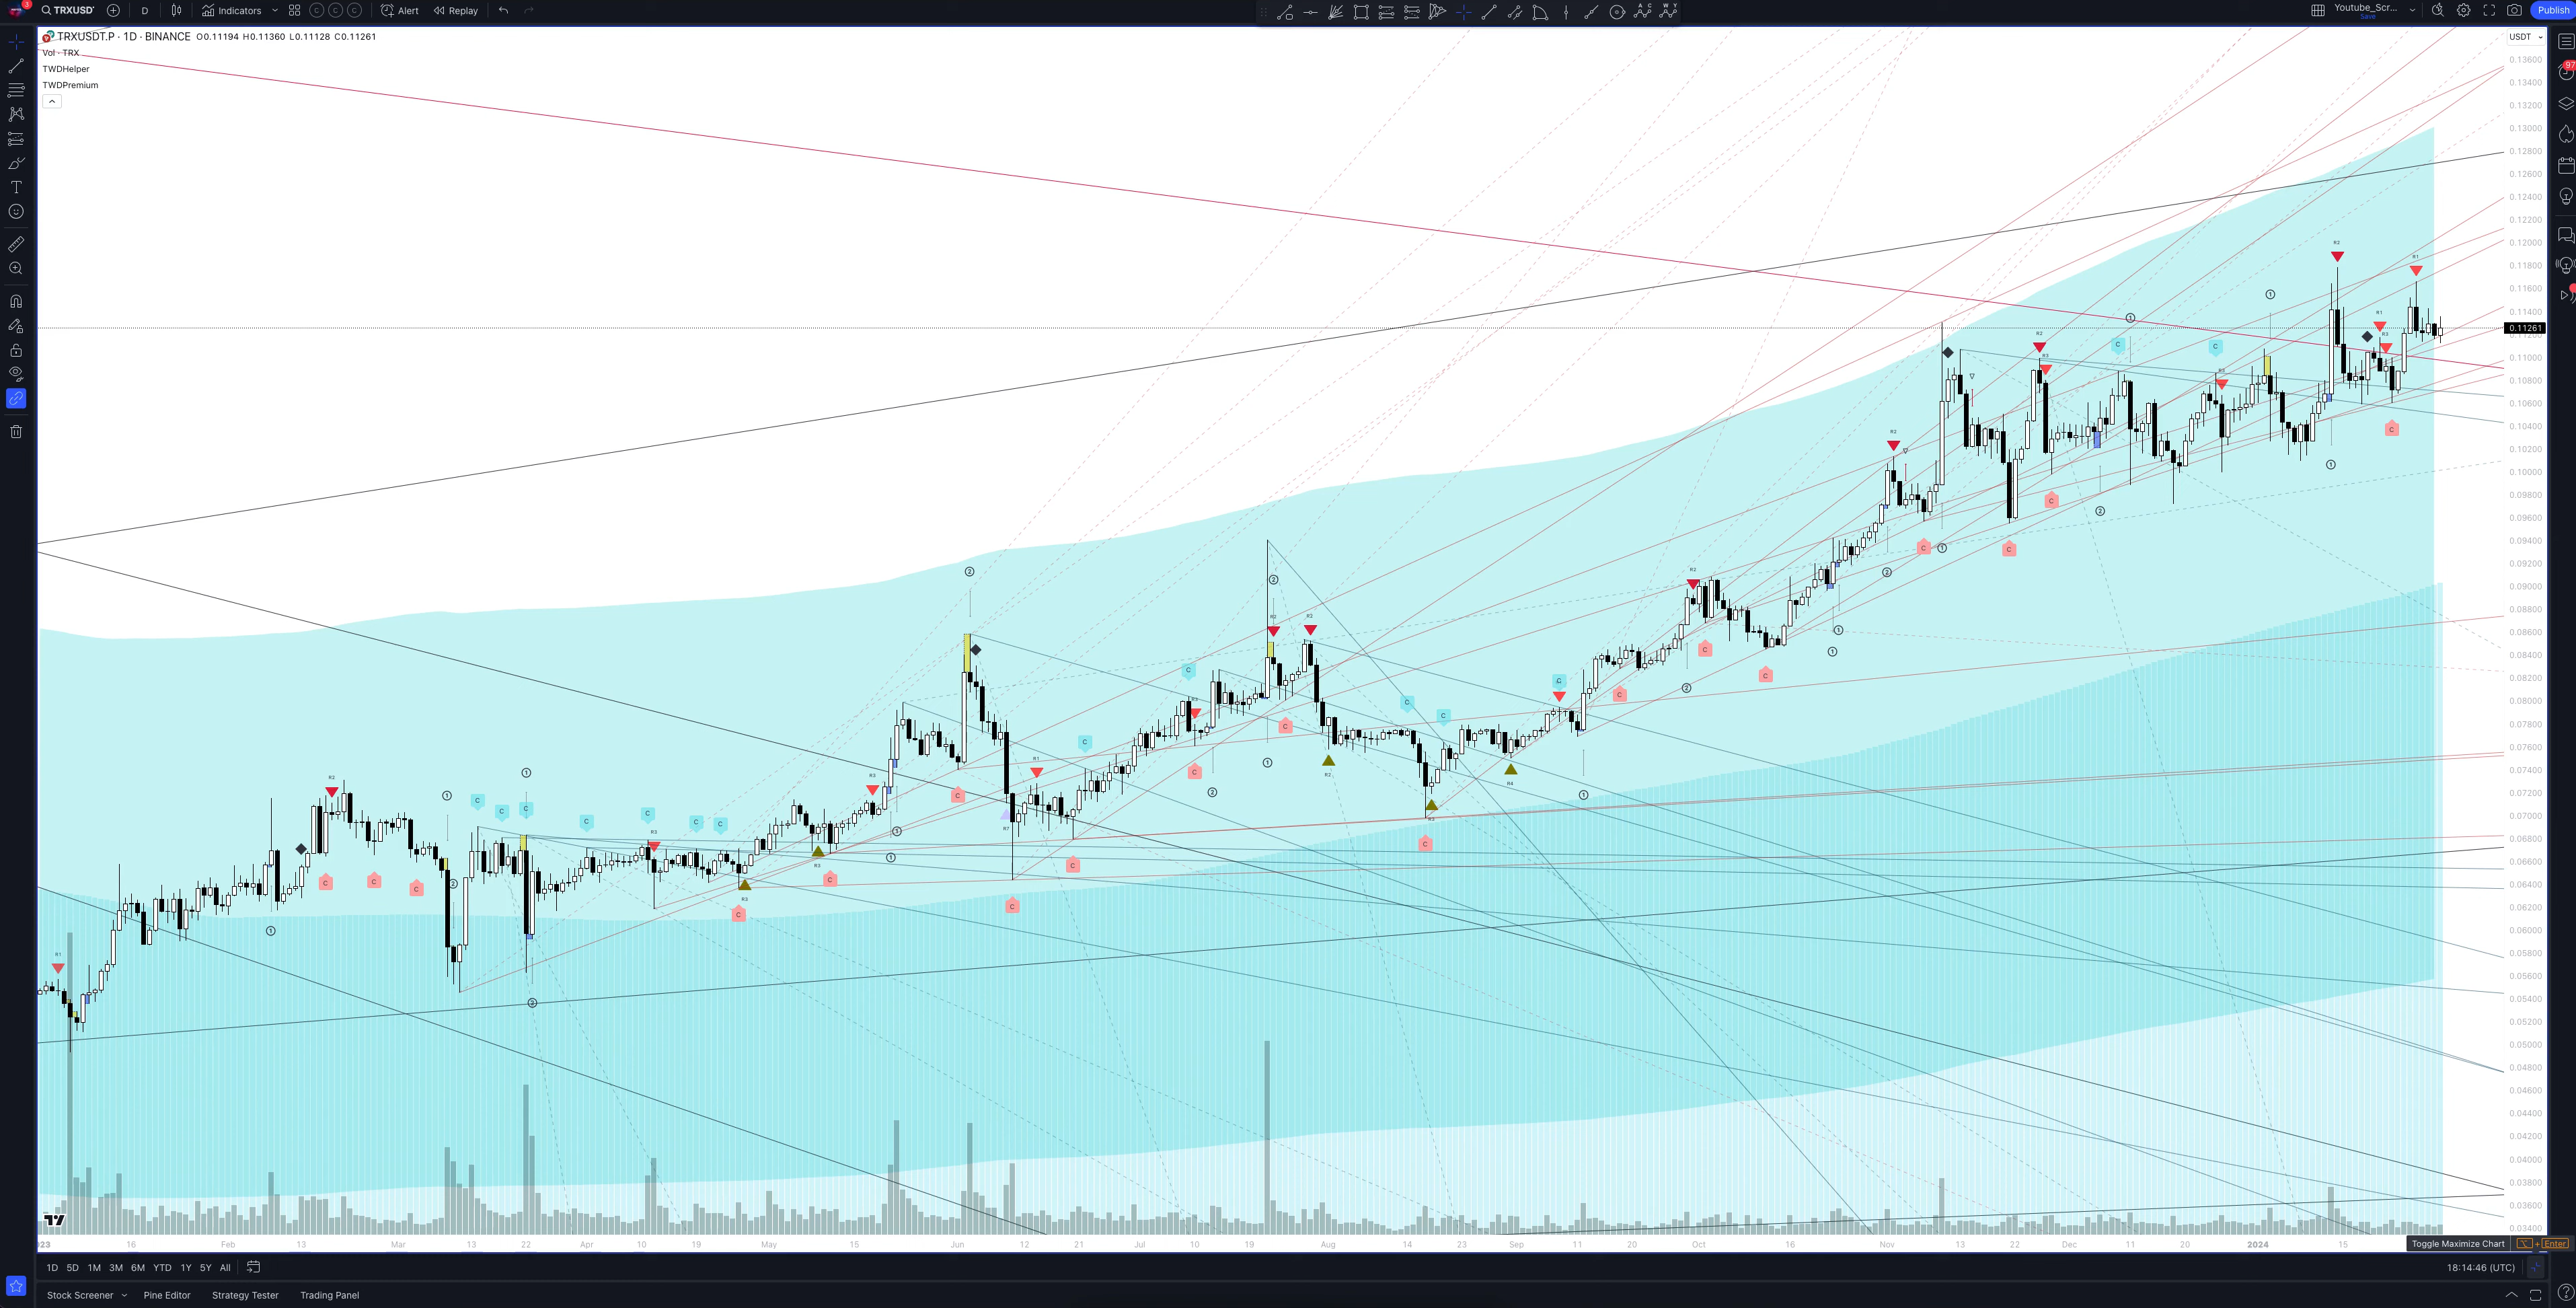 3
TRXUSD
D
Indicators
C
C
C
Alert
Replay
Youtube_Scr...
Save
Publish
TRXUSDT.P · 1D · BINANCE O0.11194 H0.11360 L0.11128 C0.11261
Vol · TRX
TWDHelper
TWDPremium
USDT
97
0.13600
0.13400
0.13200
0.13000
0.12800
0.12600
0.12400
0.12200
0.12000
0.11800
0.11600
0.11400
0.11261
0.11000
0.10800
0.10600
0.10400
0.10200
0.10000
0.09800
0.09600
0.09400
0.09200
0.09000
0.08800
0.08600
0.08400
0.08200
0.08000
0.07800
0.07600
0.07400
0.07200
0.07000
0.06800
0.06600
0.06400
0.06200
0.06000
0.05800
0.05600
0.05400
0.05200
0.05000
0.04800
0.04600
0.04400
0.04200
0.04000
0.03800
0.03600
0.03400
16 Feb 13 Mar 13 22 Apr 10 19 May 15 Jun 12 21 Jul 10 19 Aug 14 23 Sep 11 20 Oct 16 Nov 13 22 Dec 11 20 2024 15
Toggle Maximize Chart + Enter
1D 5D 1M 3M 6M YTD 1Y 5Y All
18:14:46 (UTC)
Stock Screener Pine Editor Strategy Tester Trading Panel